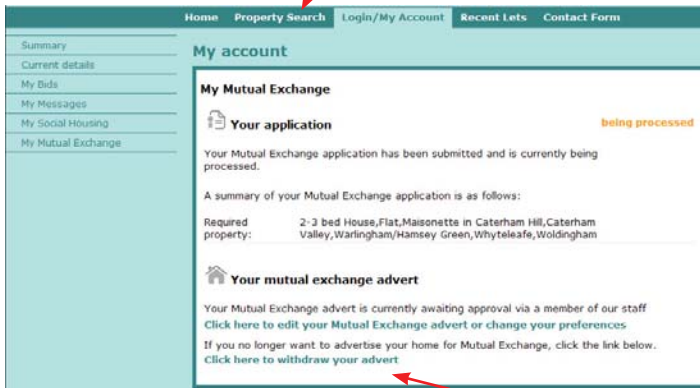 Home Property Search Login/My Account Recent Lets Contact Form
Summary
Current details
My Bids
My Messages
My Social Housing
My Mutual Exchange
My account
My Mutual Exchange
Your application
being processed
Your Mutual Exchange application has been submitted and is currently being
processed.
A summary of your Mutual Exchange application is as follows:
Required 2-3 bed House,Flat,Maisonette in Caterham Hill,Caterham
property: Valley,Warlingham/Hamsey Green,Whyteleafe,Woldingham
Your mutual exchange advert
Your Mutual Exchange advert is currently awaiting approval via a member of our staff
Click here to edit your Mutual Exchange advert or change your preferences
If you no longer want to advertise your home for Mutual Exchange, click the link below.
Click here to withdraw your advert